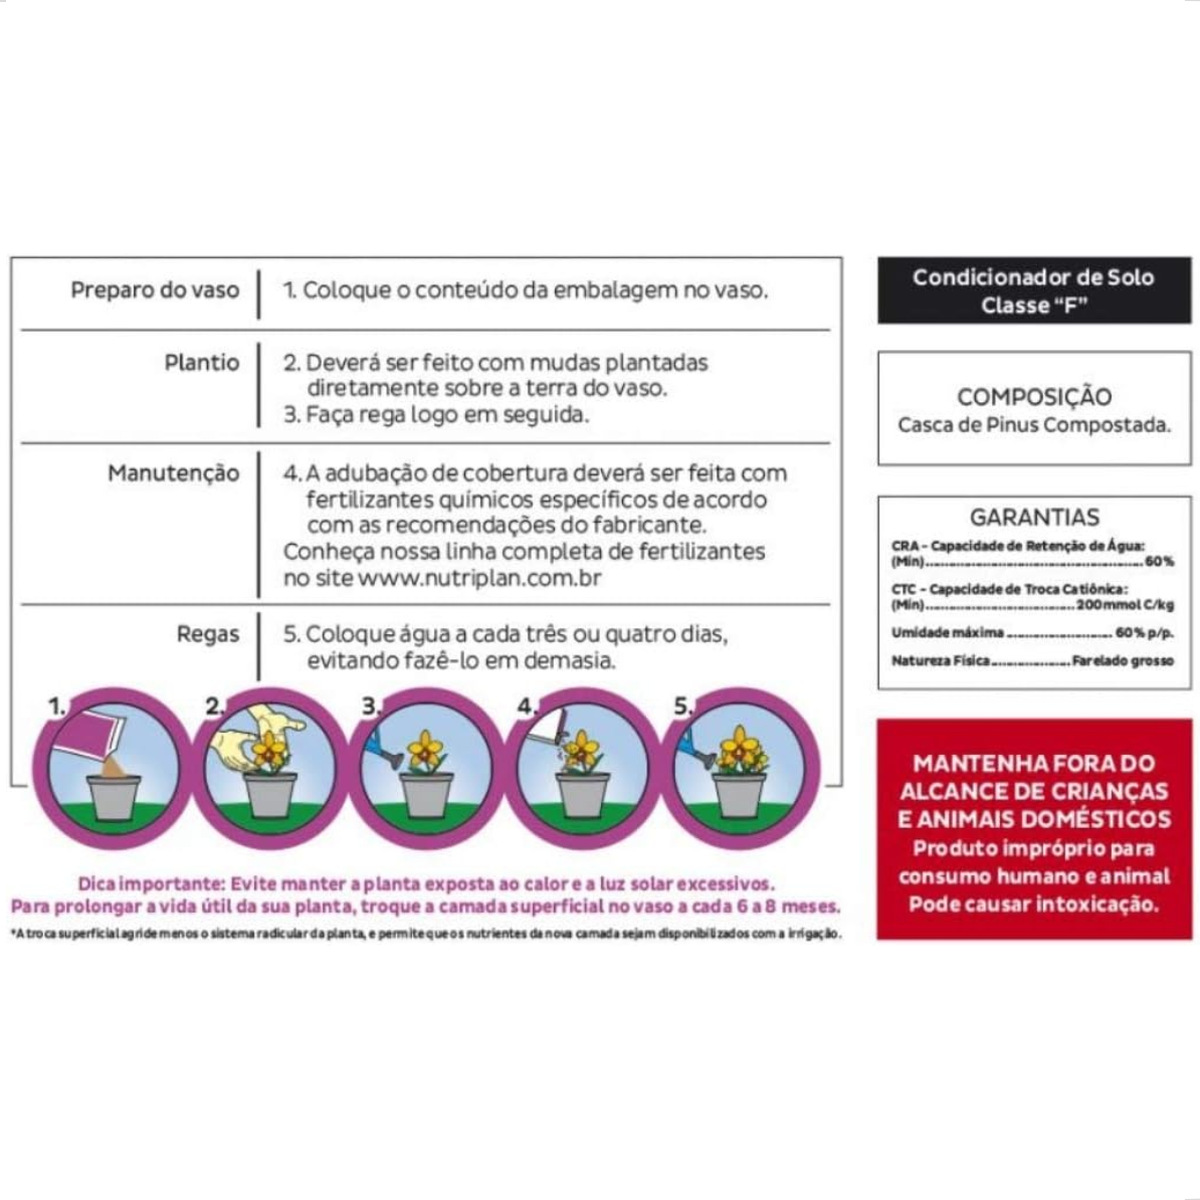 Preparo do vaso
1. Coloque o conteúdo da embalagem no vaso.
Plantio
2. Deverá ser feito com mudas plantadas
diretamente sobre a terra do vaso.
3. Faça rega logo em seguida.
Manutenção
4. A adubação de cobertura deverá ser feita com
fertilizantes químicos específicos de acordo
com as recomendações do fabricante.
Conheça nossa linha completa de fertilizantes
no site www.nutriplan.com.br
Regas
5. Coloque água a cada três ou quatro dias,
evitando fazê-lo em demasia.
1. 2. 3. 4. 5.
Dica importante: Evite manter a planta exposta ao calor e a luz solar excessivos.
Para prolongar a vida útil da sua planta, troque a camada superficial no vaso a cada 6 a 8 meses.
*A troca superficial agride menos o sistema radicular da planta, e permite que os nutrientes da nova camada sejam disponibilizados com a irrigação.
Condicionador de Solo
Classe “F”
COMPOSIÇÃO
Casca de Pinus Compostada.
GARANTIAS
CRA - Capacidade de Retenção de Água:
(Mín)............................................................ 60%
CTC - Capacidade de Troca Catiônica:
(Mín)........................................ 200mmol C/kg
Umidade máxima ............................. 60% p/p.
Natureza Física...................... Farelado grosso
MANTENHA FORA DO
ALCANCE DE CRIANÇAS
E ANIMAIS DOMÉSTICOS
Produto impróprio para
consumo humano e animal
Pode causar intoxicação.